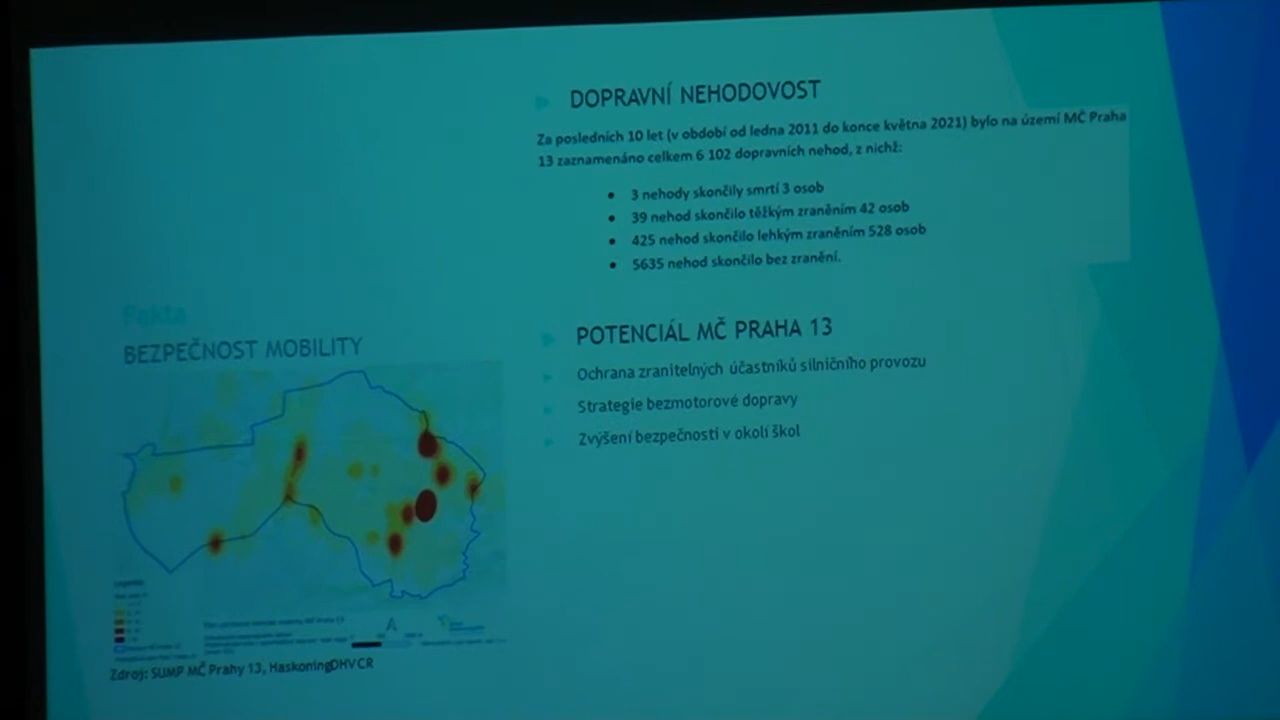 DOPRAVNÍ NEHODOVOST
Za posledních 10 let (v období od ledna 2011 do konce května 2021) bylo na území MČ Praha
13 zaznamenáno celkem 6 102 dopravních nehod, z nichž:
3 nehody skončily smrtí 3 osob
39 nehod skončilo těžkým zraněním 42 osob
425 nehod skončilo lehkým zraněním 528 osob
5635 nehod skončilo bez zranění.
Fakta
BEZPEČNOST MOBILITY
POTENCIÁL MČ PRAHA 13
Ochrana zranitelných účastníků silničního provozu
Strategie bezmotorové dopravy
Zvýšení bezpečnosti v okolí škol
Legenda
Zdroj: SUMP MČ Prahy 13, HaskoningDHVCR